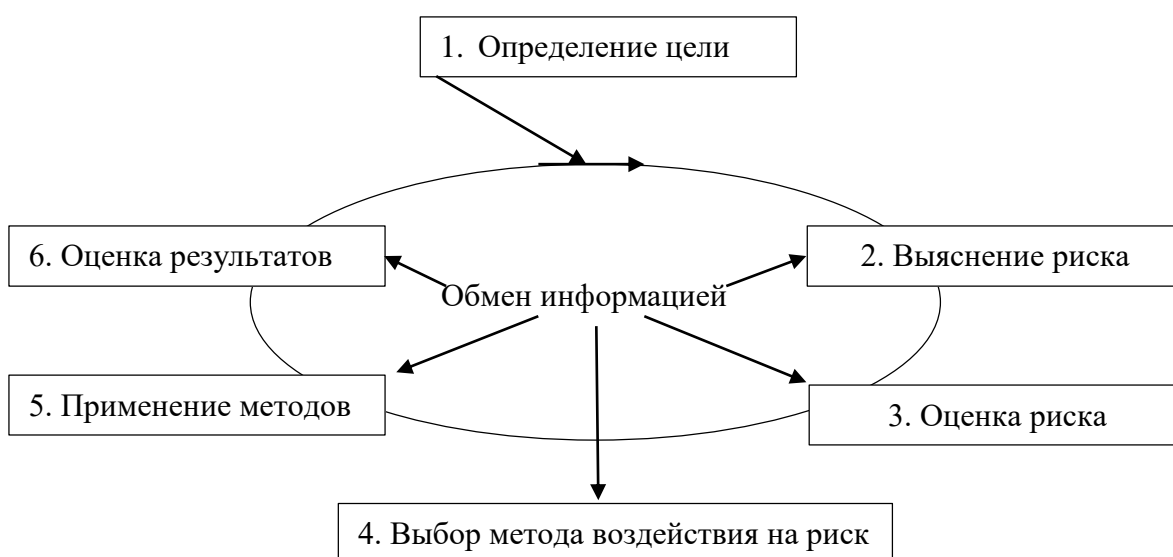 1. Определение цели
6. Оценка результатов
2. Выяснение риска
Обмен информацией
5. Применение методов
3. Оценка риска
4. Выбор метода воздействия на риск